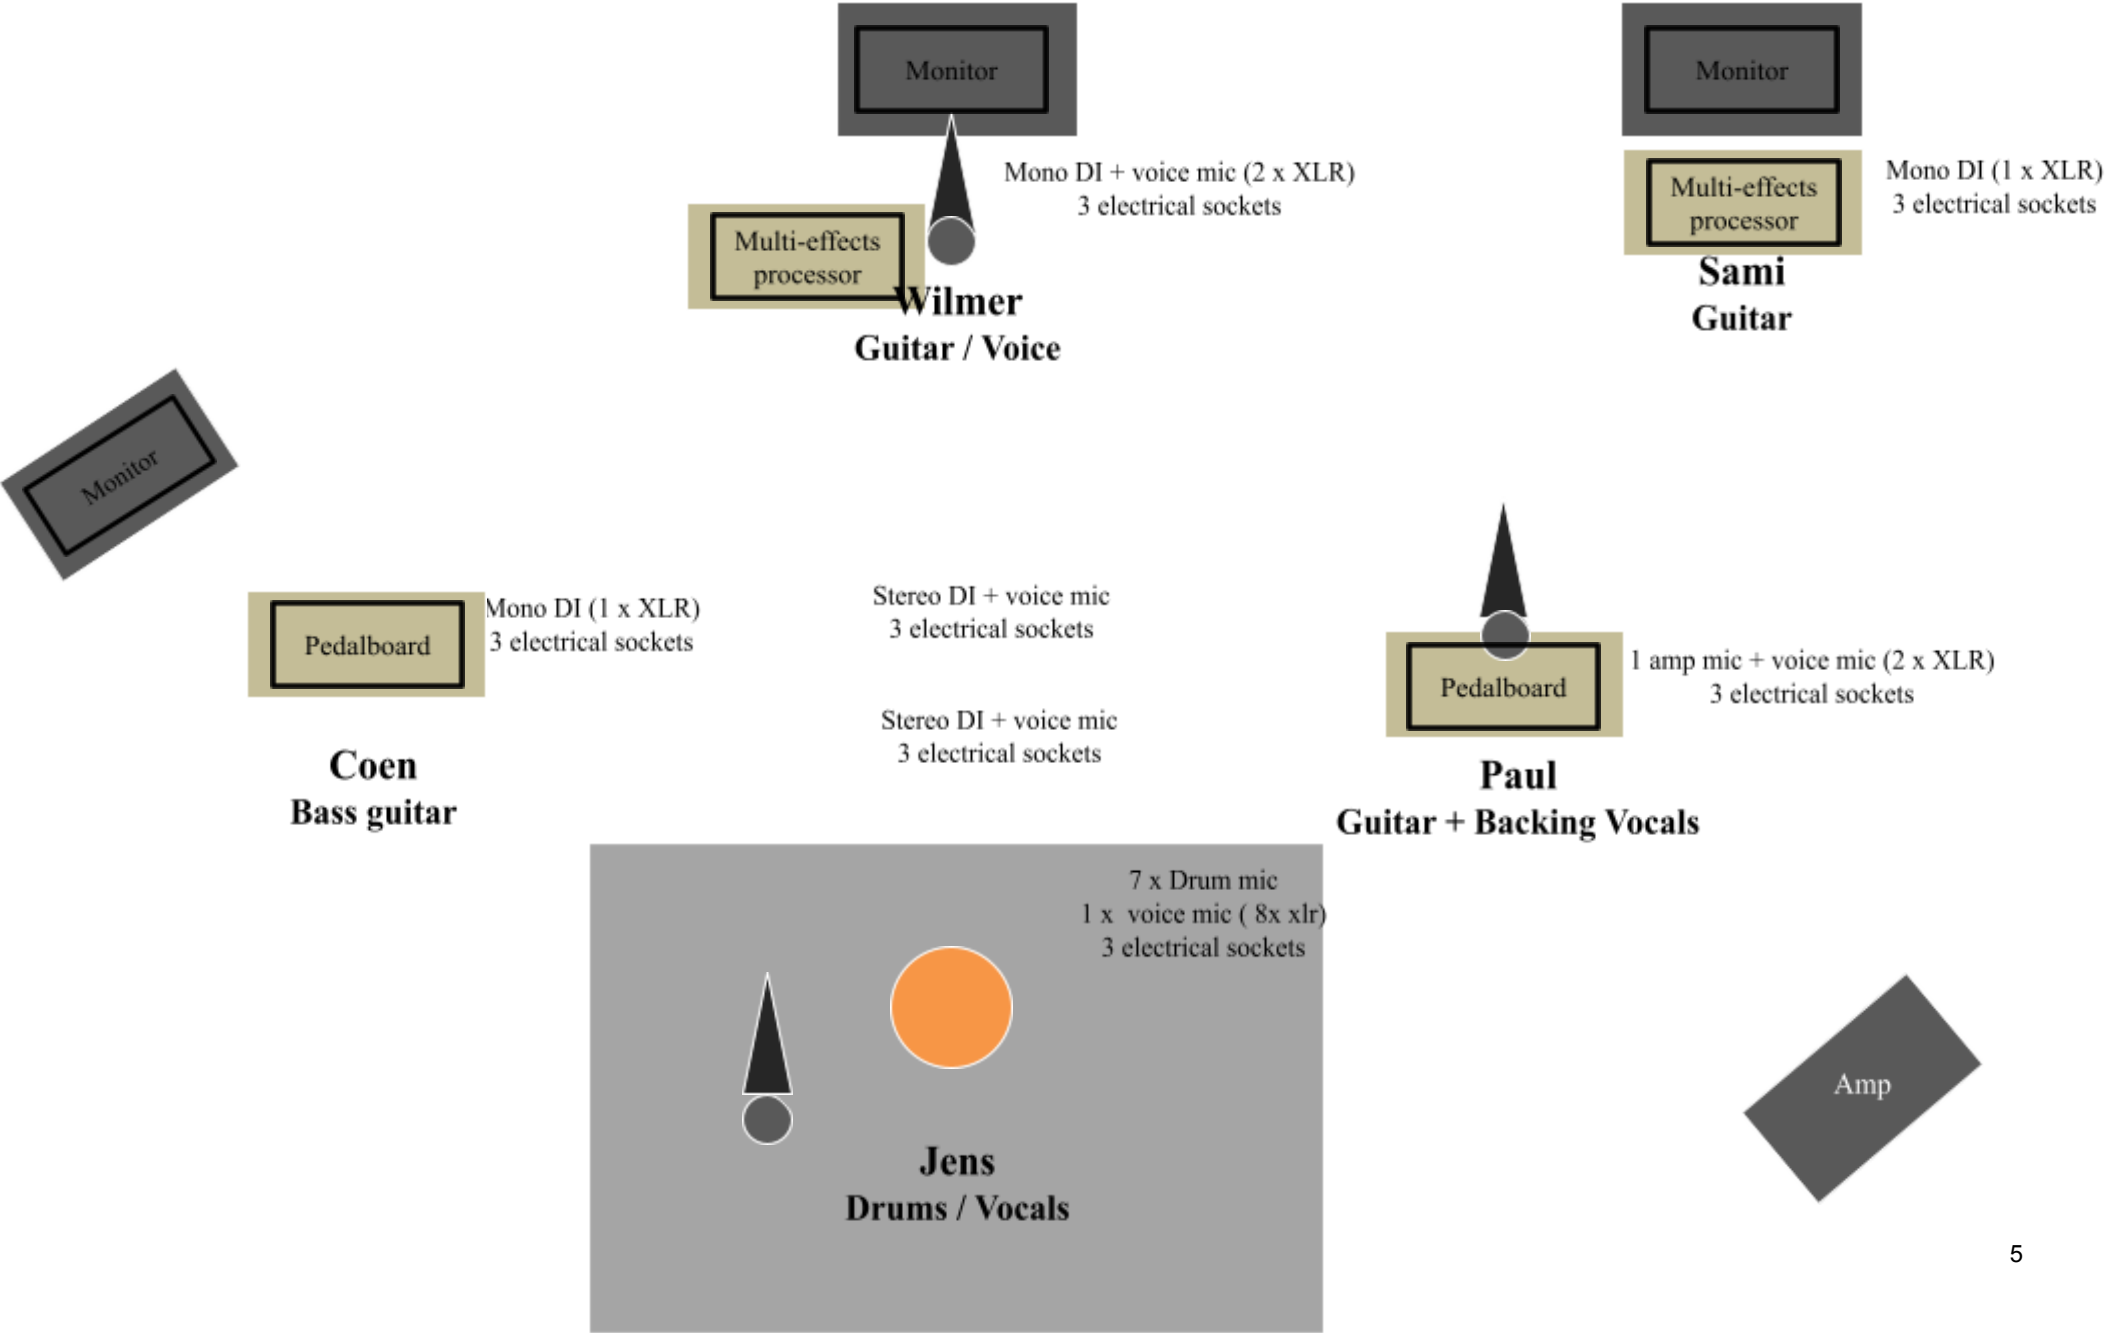 Monitor
Monitor
Mono DI + voice mic (2 x XLR)
3 electrical sockets
Multi-effects
processor
Mono DI (1 x XLR)
3 electrical sockets
Multi-effects
processor
Wilmer
Guitar / Voice
Sami
Guitar
Monitor
Pedalboard
Mono DI (1 x XLR)
3 electrical sockets
Stereo DI + voice mic
3 electrical sockets
Stereo DI + voice mic
3 electrical sockets
Pedalboard
1 amp mic + voice mic (2 x XLR)
3 electrical sockets
Coen
Bass guitar
Paul
Guitar + Backing Vocals
7 x Drum mic
1 x  voice mic ( 8x xlr)
3 electrical sockets
Amp
Jens
Drums / Vocals
5